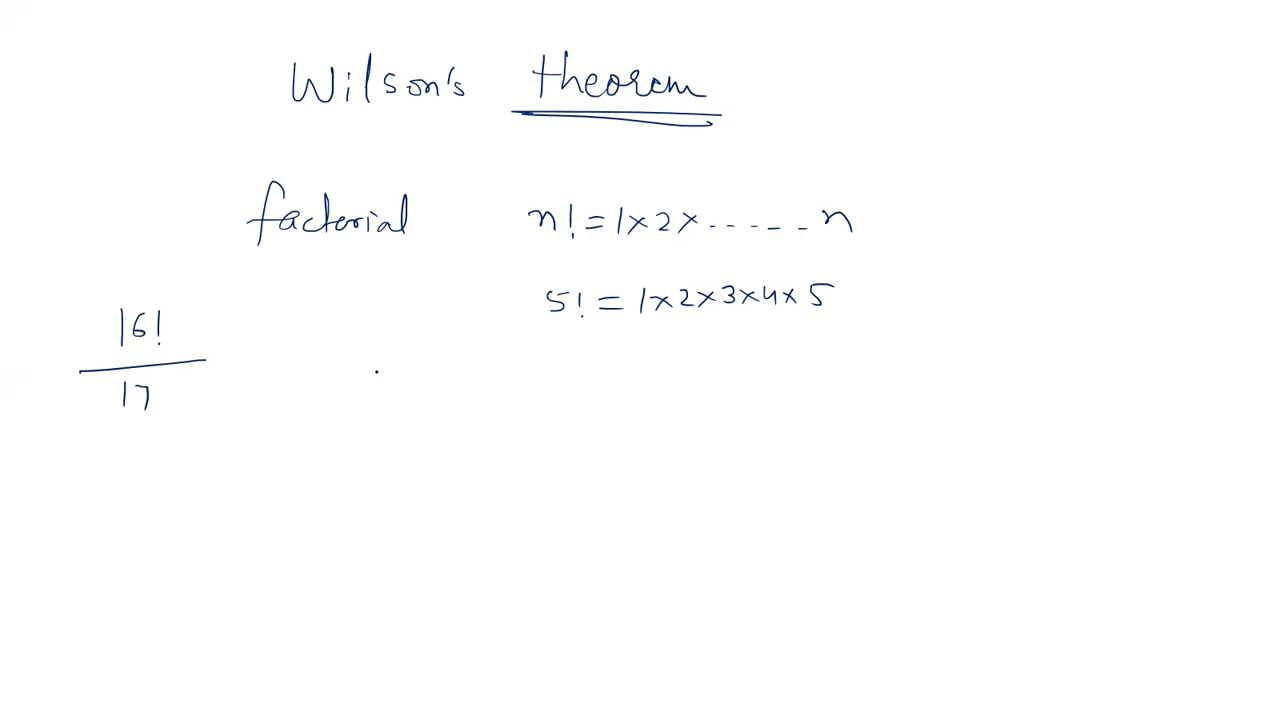 Wilson's theorem
factorial n! = 1 × 2 × ------ n
5! = 1 × 2 × 3 × 4 × 5
16!
17